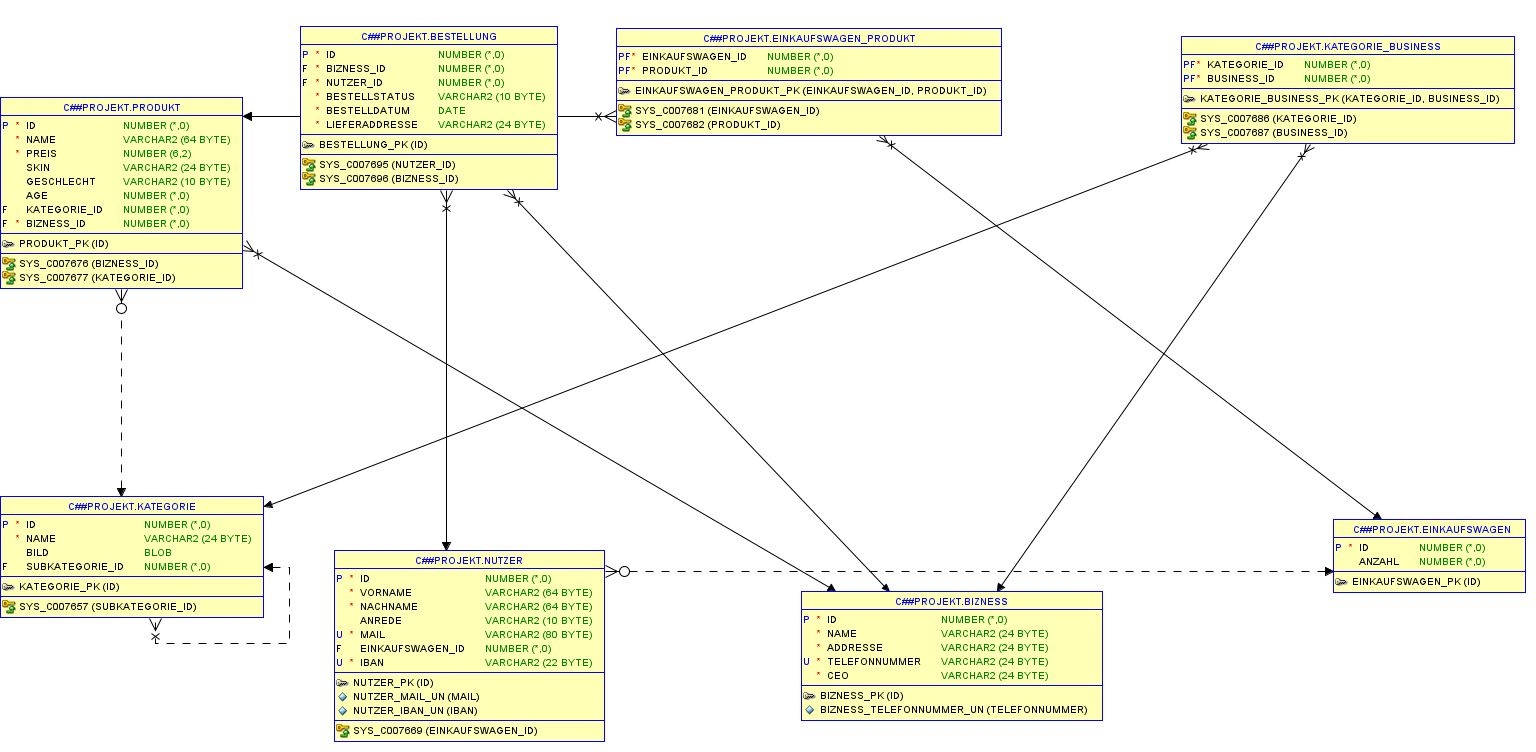 C##PROJEKT.BESTELLUNG
P * ID NUMBER (*,0)
F * BIZNESS_ID NUMBER (*,0)
F * NUTZER_ID NUMBER (*,0)
* BESTELLSTATUS VARCHAR2 (10 BYTE)
* BESTELLDATUM DATE
* LIEFERADDRESSE VARCHAR2 (24 BYTE)
BESTELLUNG_PK (ID)
SYS_C007695 (NUTZER_ID)
SYS_C007696 (BIZNESS_ID)
C##PROJEKT.EINKAUFSWAGEN_PRODUKT
PF* EINKAUFSWAGEN_ID NUMBER (*,0)
PF* PRODUKT_ID NUMBER (*,0)
EINKAUFSWAGEN_PRODUKT_PK (EINKAUFSWAGEN_ID, PRODUKT_ID)
SYS_C007681 (EINKAUFSWAGEN_ID)
SYS_C007682 (PRODUKT_ID)
C##PROJEKT.KATEGORIE_BUSINESS
PF* KATEGORIE_ID NUMBER (*,0)
PF* BUSINESS_ID NUMBER (*,0)
KATEGORIE_BUSINESS_PK (KATEGORIE_ID, BUSINESS_ID)
SYS_C007686 (KATEGORIE_ID)
SYS_C007687 (BUSINESS_ID)
C##PROJEKT.PRODUKT
P * ID NUMBER (*,0)
* NAME VARCHAR2 (64 BYTE)
* PREIS NUMBER (6,2)
SKIN VARCHAR2 (24 BYTE)
GESCHLECHT VARCHAR2 (10 BYTE)
AGE NUMBER (*,0)
F KATEGORIE_ID NUMBER (*,0)
F * BIZNESS_ID NUMBER (*,0)
PRODUKT_PK (ID)
SYS_C007676 (BIZNESS_ID)
SYS_C007677 (KATEGORIE_ID)
C##PROJEKT.KATEGORIE
P * ID NUMBER (*,0)
* NAME VARCHAR2 (24 BYTE)
BILD BLOB
F SUBKATEGORIE_ID NUMBER (*,0)
KATEGORIE_PK (ID)
SYS_C007657 (SUBKATEGORIE_ID)
C##PROJEKT.NUTZER
P * ID NUMBER (*,0)
* VORNAME VARCHAR2 (64 BYTE)
* NACHNAME VARCHAR2 (64 BYTE)
ANREDE VARCHAR2 (10 BYTE)
U * MAIL VARCHAR2 (80 BYTE)
F EINKAUFSWAGEN_ID NUMBER (*,0)
U * IBAN VARCHAR2 (22 BYTE)
NUTZER_PK (ID)
NUTZER_MAIL_UN (MAIL)
NUTZER_IBAN_UN (IBAN)
SYS_C007669 (EINKAUFSWAGEN_ID)
C##PROJEKT.BIZNESS
P * ID NUMBER (*,0)
* NAME VARCHAR2 (24 BYTE)
* ADDRESSE VARCHAR2 (24 BYTE)
U * TELEFONNUMMER VARCHAR2 (24 BYTE)
* CEO VARCHAR2 (24 BYTE)
BIZNESS_PK (ID)
BIZNESS_TELEFONNUMMER_UN (TELEFONNUMMER)
C##PROJEKT.EINKAUFSWAGEN
P * ID NUMBER (*,0)
ANZAHL NUMBER (*,0)
EINKAUFSWAGEN_PK (ID)